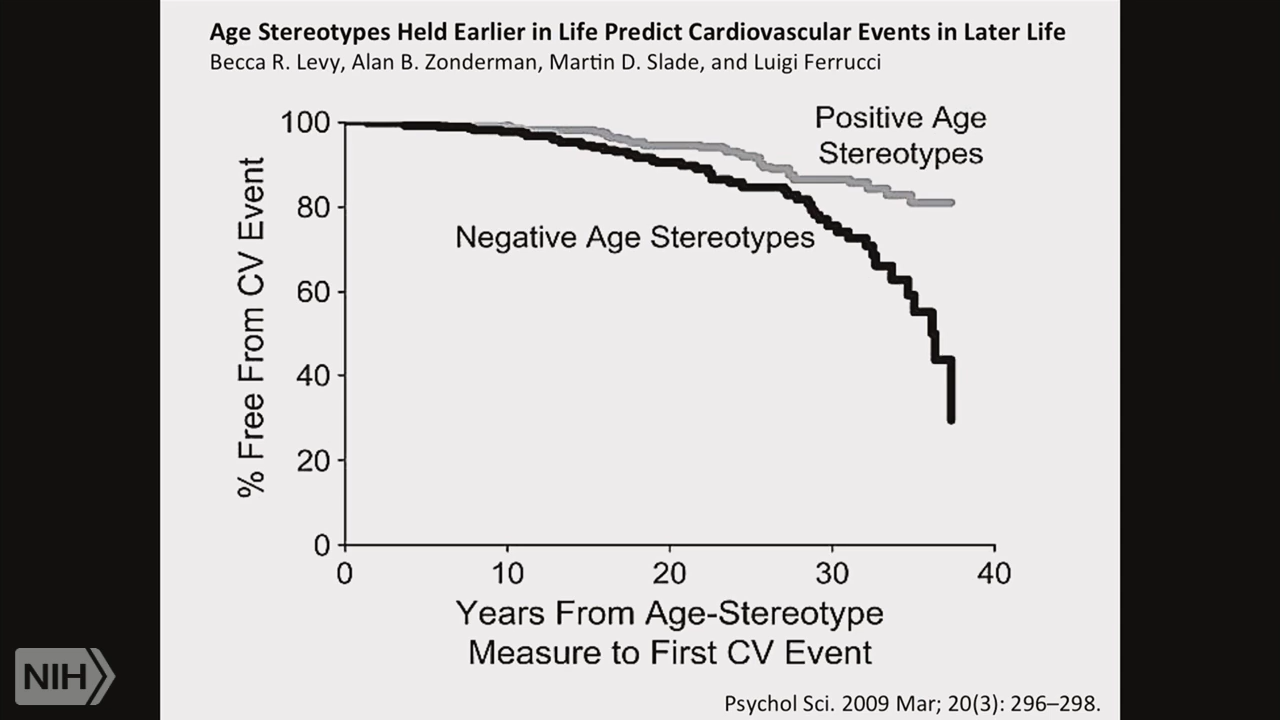 Age Stereotypes Held Earlier in Life Predict Cardiovascular Events in Later Life
Becca R. Levy, Alan B. Zonderman, Martin D. Slade, and Luigi Ferrucci
Positive Age
Stereotypes
Negative Age Stereotypes
% Free From CV Event
100
80
60
40
20
0
0 10 20 30 40
Years From Age-Stereotype
Measure to First CV Event
NIH
Psychol Sci. 2009 Mar; 20(3): 296–298.